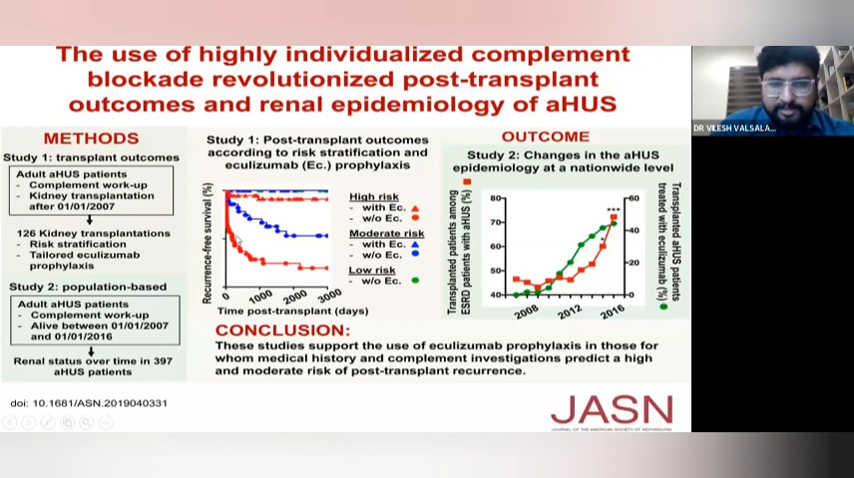 The use of highly individualized complement
blockade revolutionized post-transplant
outcomes and renal epidemiology of aHUS
METHODS
Study 1: transplant outcomes
Adult aHUS patients
- Complement work-up
- Kidney transplantation
after 01/01/2007
126 Kidney transplantations
- Risk stratification
- Tailored eculizumab
prophylaxis
Study 2: population-based
Adult aHUS patients
- Complement work-up
- Alive between 01/01/2007
and 01/01/2016
Renal status over time in 397
aHUS patients
doi: 10.1681/ASN.2019040331
Study 1: Post-transplant outcomes
according to risk stratification and
eculizumab (Ec.) prophylaxis
Recurrence-free survival (%)
0
1000
2000
3000
Time post-transplant (days)
High risk
- with Ec.
- w/o Ec.
Moderate risk
- with Ec.
- w/o Ec.
Low risk
- w/o Ec.
OUTCOME
Study 2: Changes in the aHUS
epidemiology at a nationwide level
Transplanted patients among
ESRD patients with aHUS (%)
80
70
60
50
40
60
40
20
0
2008
2012
2016
****
*
Transplanted aHUS patients
treated with eculizumab (%)
CONCLUSION:
These studies support the use of eculizumab prophylaxis in those for
whom medical history and complement investigations predict a high
and moderate risk of post-transplant recurrence.
JASN
JOURNAL OF THE AMERICAN SOCIETY OF NEPHROLOGY
DR VILESH VALSALA...